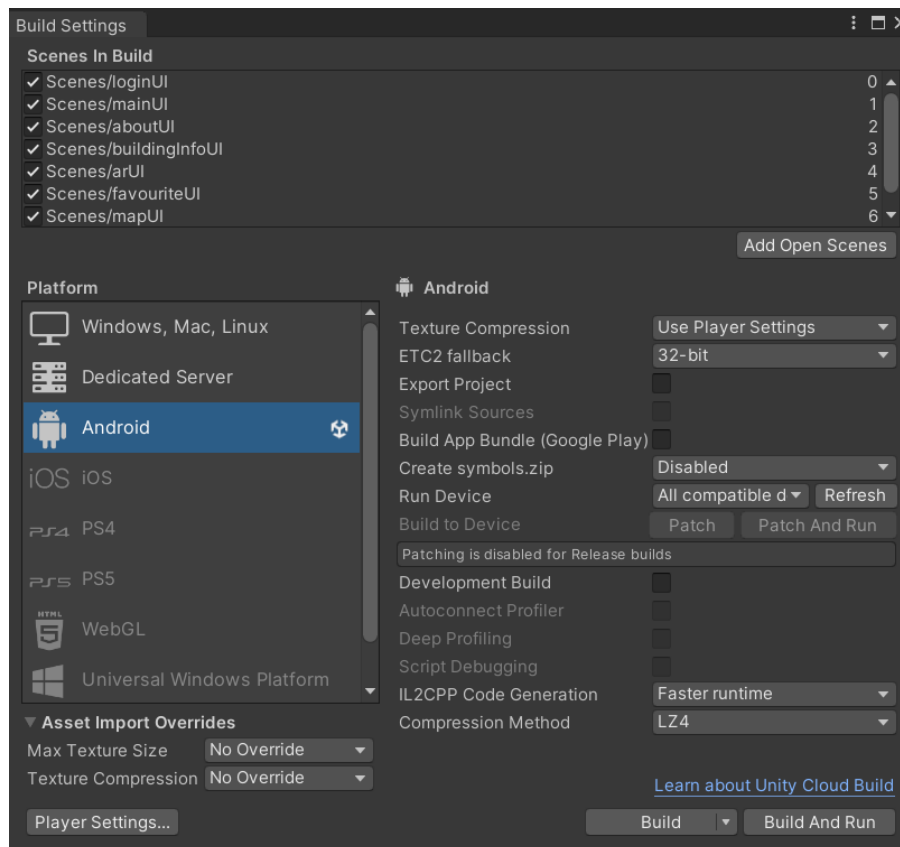 Build Settings
Scenes In Build
Scenes/loginUI 0
Scenes/mainUI 1
Scenes/aboutUI 2
Scenes/buildingInfoUI 3
Scenes/arUI 4
Scenes/favouriteUI 5
Scenes/mapUI 6
Add Open Scenes
Platform
Windows, Mac, Linux
Dedicated Server
Android
iOS iOS
PS4 PS4
PS5 PS5
HTML 5 WebGL
Universal Windows Platform
Android
Texture Compression Use Player Settings
ETC2 fallback 32-bit
Export Project
Symlink Sources
Build App Bundle (Google Play)
Create symbols.zip Disabled
Run Device All compatible d Refresh
Build to Device Patch Patch And Run
Patching is disabled for Release builds
Development Build
Autoconnect Profiler
Deep Profiling
Script Debugging
IL2CPP Code Generation Faster runtime
Compression Method LZ4
Asset Import Overrides
Max Texture Size No Override
Texture Compression No Override
Learn about Unity Cloud Build
Player Settings... Build Build And Run